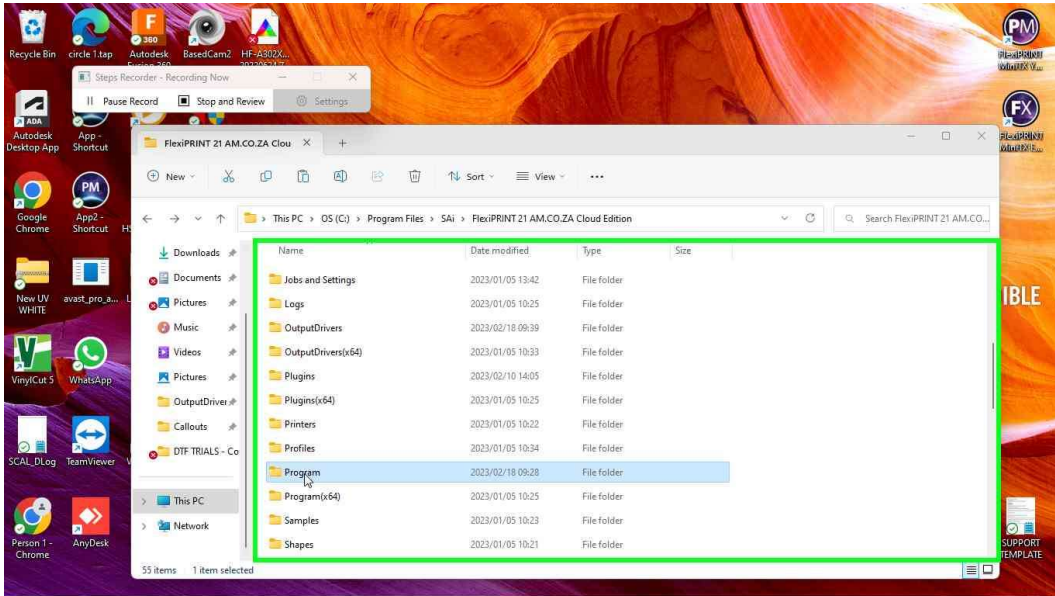 Recycle Bin
circle 1.tap
Autodesk
BasedCam2
HF-A302X...
360
Steps Recorder - Recording Now
Pause Record
Stop and Review
Settings
ADA
Autodesk
Desktop App
App -
Shortcut
PM
Google
Chrome
App2 -
Shortcut
New UV
WHITE
avast_pro_a...
VinylCut 5
WhatsApp
SCAL_DLog
TeamViewer
Person 1 -
Chrome
AnyDesk
FlexiPRINT 21 AM.CO.ZA Clou
New
Sort
View
This PC > OS (C:) > Program Files > SAi > FlexiPRINT 21 AM.CO.ZA Cloud Edition
Search FlexiPRINT 21 AM.CO...
Downloads
Documents
Pictures
Music
Videos
Pictures
OutputDriver
Callouts
DTF TRIALS - Co
This PC
Network
Name Date modified Type Size
Jobs and Settings 2023/01/05 13:42 File folder
Logs 2023/01/05 10:25 File folder
OutputDrivers 2023/02/18 09:39 File folder
OutputDrivers(x64) 2023/01/05 10:33 File folder
Plugins 2023/02/10 14:05 File folder
Plugins(x64) 2023/01/05 10:25 File folder
Printers 2023/01/05 10:22 File folder
Profiles 2023/01/05 10:34 File folder
Program 2023/02/18 09:28 File folder
Program(x64) 2023/01/05 10:25 File folder
Samples 2023/01/05 10:23 File folder
Shapes 2023/01/05 10:21 File folder
55 items 1 item selected
PM
FlexiPRINT
FX
FlexiPRINT
IBLE
SUPPORT
TEMPLATE